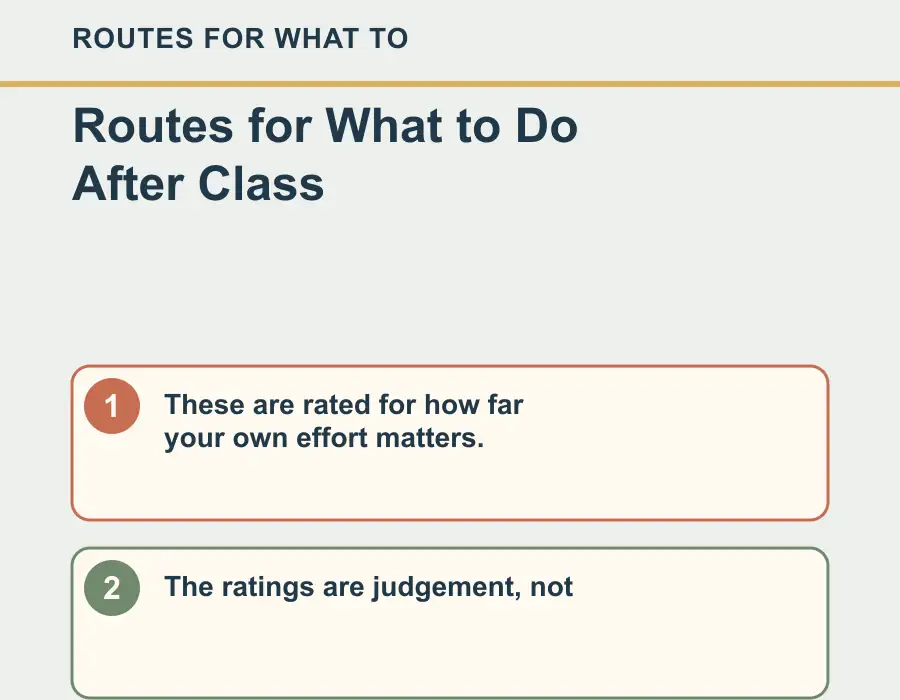 ROUTES FOR WHAT TO
Routes for What to Do
After Class
1
These are rated for how far
your own effort matters.
2
The ratings are judgement, not